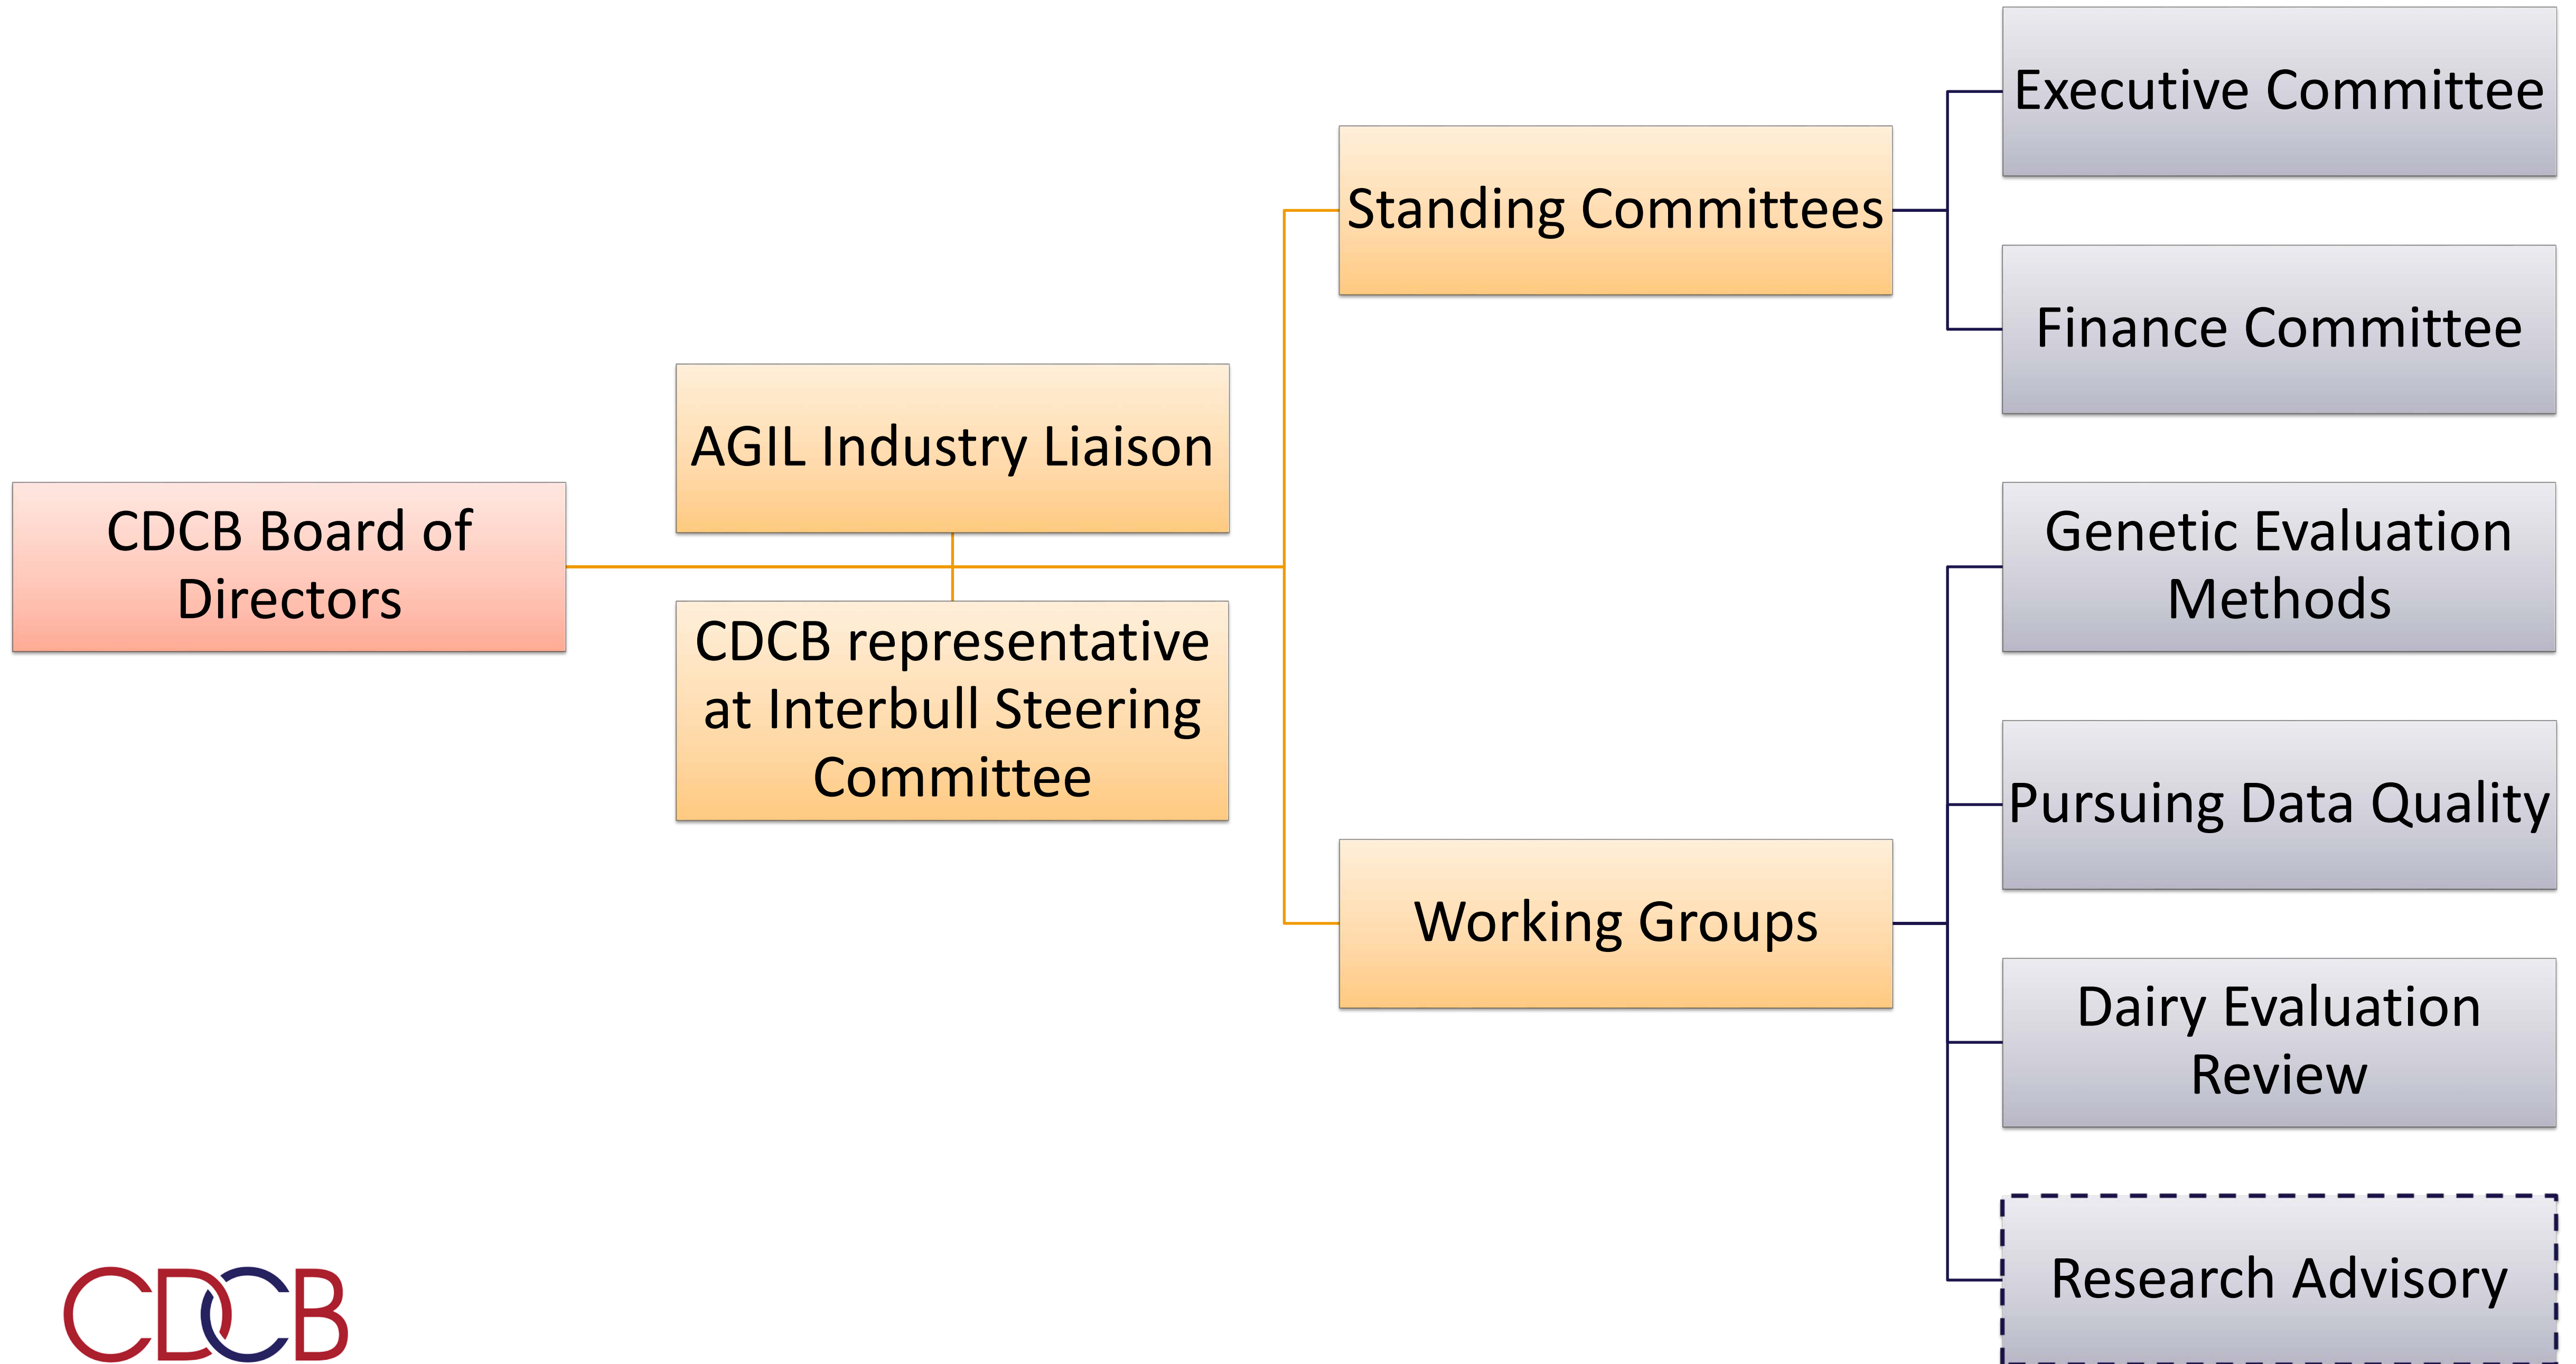 CDCB Board of
Directors
AGIL Industry Liaison
CDCB representative
at Interbull Steering
Committee
Standing Committees
Executive Committee
Finance Committee
Working Groups
Genetic Evaluation
Methods
Pursuing Data Quality
Dairy Evaluation
Review
Research Advisory
CDCB